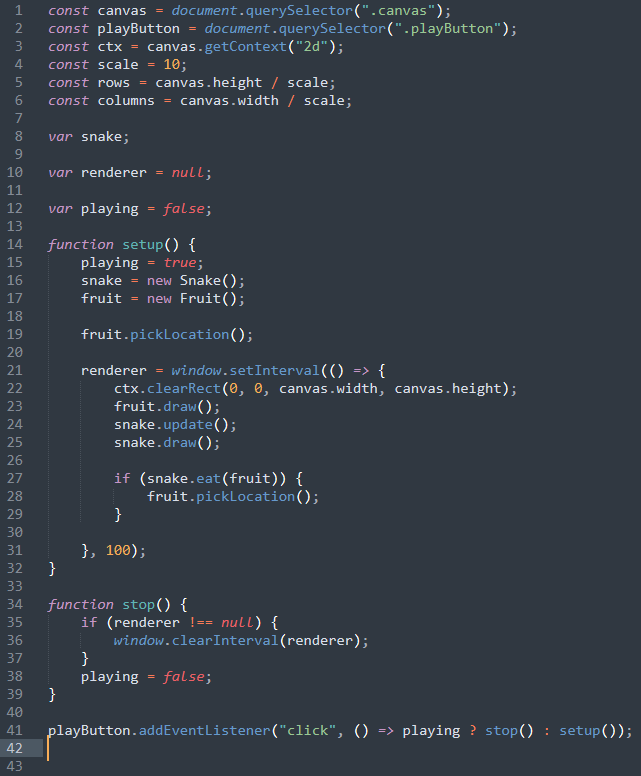 1 const canvas = document.querySelector(".canvas");
2 const playButton = document.querySelector(".playButton");
3 const ctx = canvas.getContext("2d");
4 const scale = 10;
5 const rows = canvas.height / scale;
6 const columns = canvas.width / scale;
7
8 var snake;
9
10 var renderer = null;
11
12 var playing = false;
13
14 function setup() {
15     playing = true;
16     snake = new Snake();
17     fruit = new Fruit();
18
19     fruit.pickLocation();
20
21     renderer = window.setInterval(() => {
22         ctx.clearRect(0, 0, canvas.width, canvas.height);
23         fruit.draw();
24         snake.update();
25         snake.draw();
26
27         if (snake.eat(fruit)) {
28             fruit.pickLocation();
29         }
30
31     }, 100);
32 }
33
34 function stop() {
35     if (renderer !== null) {
36         window.clearInterval(renderer);
37     }
38     playing = false;
39 }
40
41 playButton.addEventListener("click", () => playing ? stop() : setup());
42
43